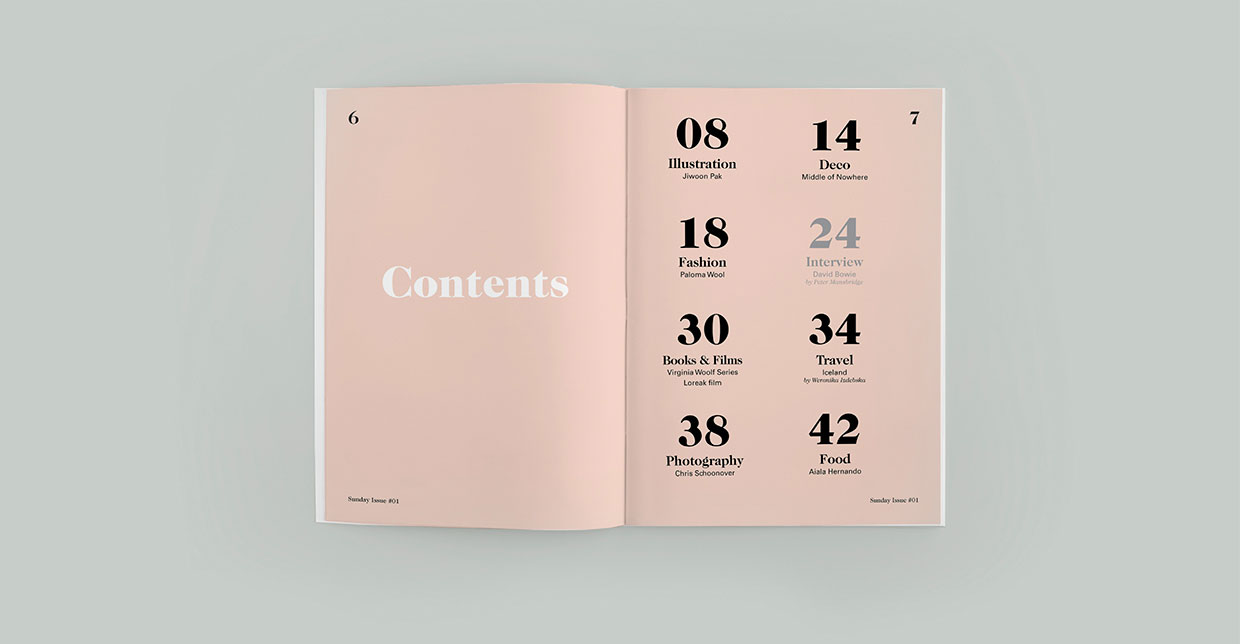 6
Contents
Sunday Issue #01
7
08
Illustration
Jiwoon Pak
14
Deco
Middle of Nowhere
18
Fashion
Paloma Wool
24
Interview
David Bowie
by Peter Mansbridge
30
Books & Films
Virginia Woolf Series
Loreak film
34
Travel
Iceland
by Weronika Izdebska
38
Photography
Chris Schoonover
42
Food
Aiala Hernando
Sunday Issue #01